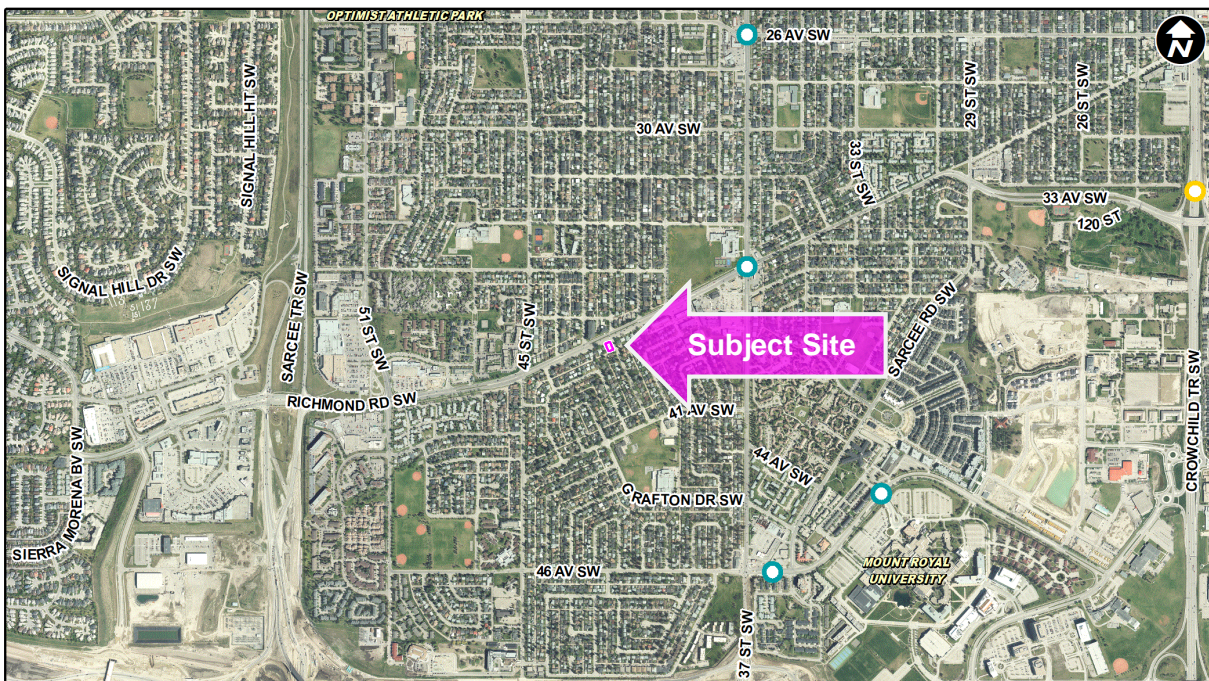 OPTIMIST ATHLETIC PARK
26 AV SW
N
SIGNAL HILL HT SW
29 ST SW
26 ST SW
30 AV SW
33 ST SW
33 AV SW
120 ST
SIGNAL HILL DR SW
SARCEE TR SW
51 ST SW
45 ST SW
Subject Site
SARCEE RD SW
RICHMOND RD SW
41 AV SW
CROWCHILD TR SW
SIERRA MORENA BV SW
44 AV SW
GRAFTON DR SW
46 AV SW
MOUNT ROYAL
UNIVERSITY
37 ST SW